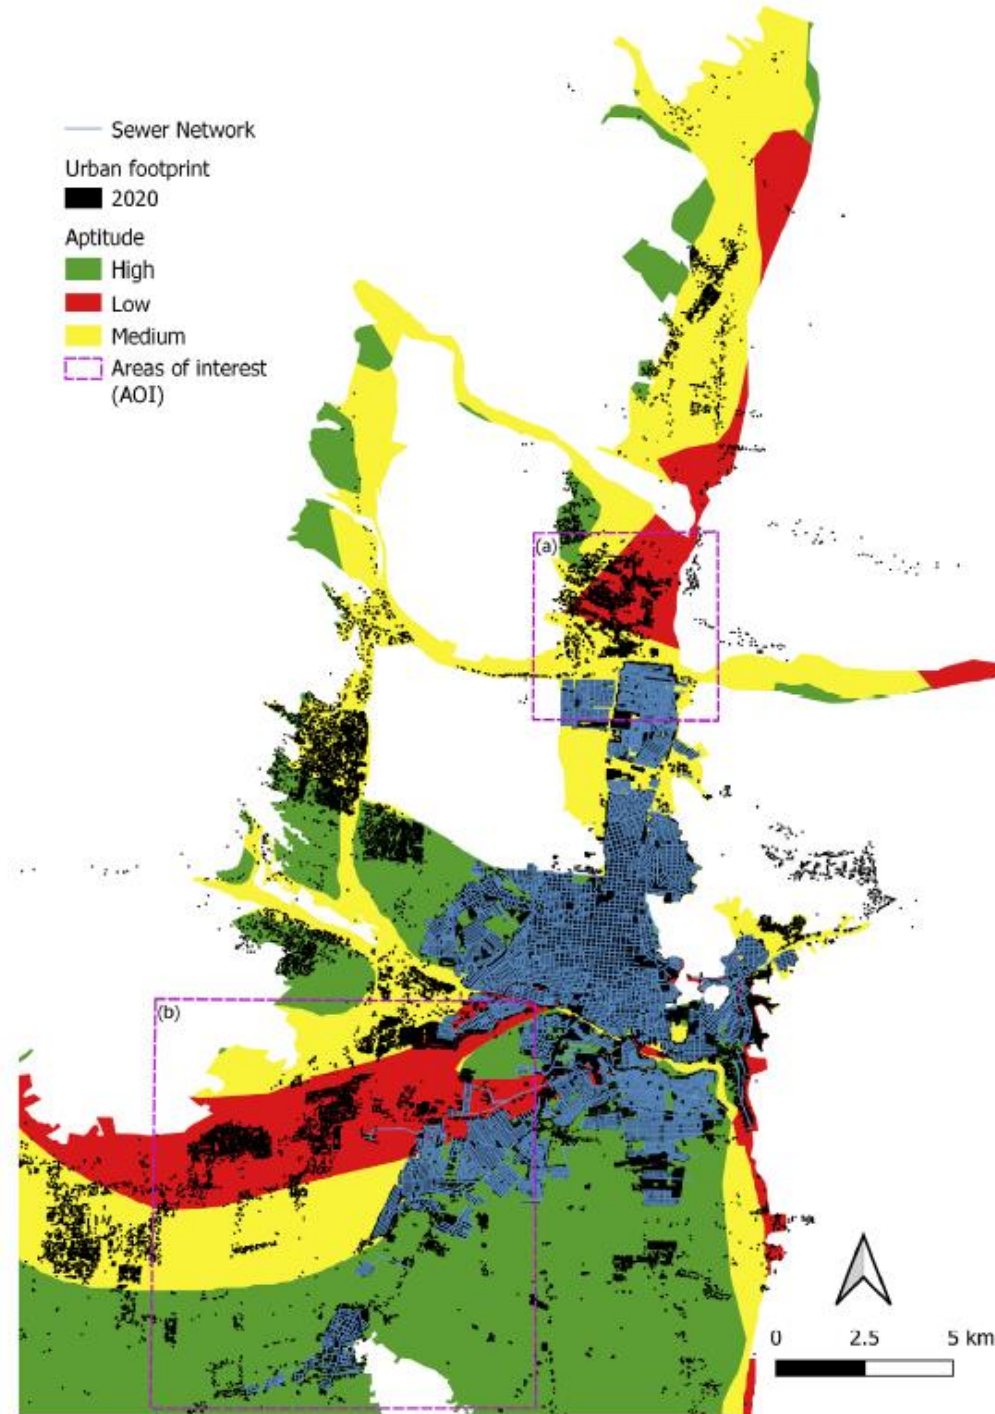 Sewer Network
Urban footprint
2020
Aptitude
High
Low
Medium
Areas of interest
(AOI)
(a)
(b)
0 2.5 5 km